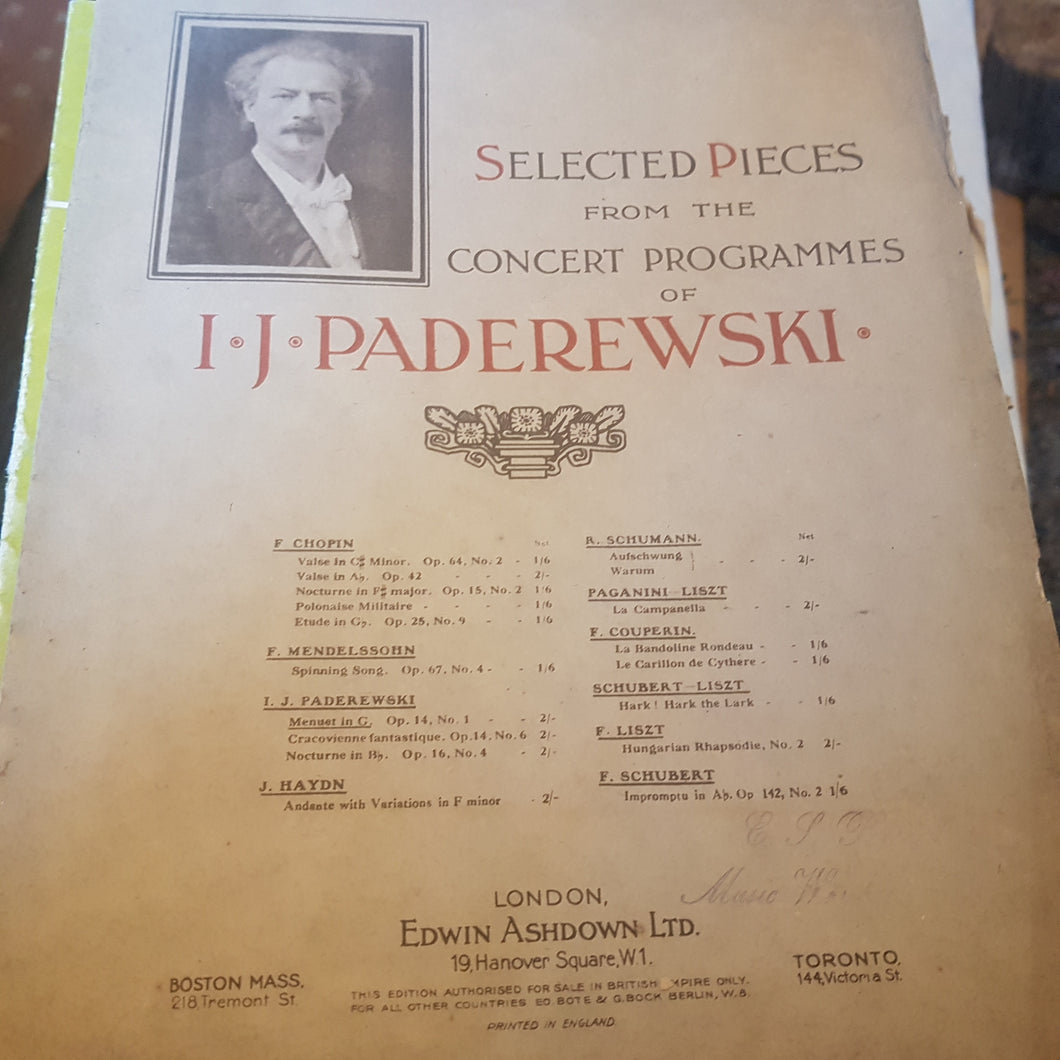 SELECTED PIECES
FROM THE
CONCERT PROGRAMMES
OF
I · J · PADEREWSKI ·
F CHOPIN Net
Valse in C♯ Minor. Op. 64, No. 2 - 1/6
Valse in A♭. Op. 42 - - - 2/-
Nocturne in F♯ major. Op. 15, No. 2 1/6
Polonaise Militaire - - - - 1/6
Etude in G♭. Op. 25, No. 9 - - 1/6
F. MENDELSSOHN
Spinning Song. Op. 67, No. 4 - - 1/6
I. J. PADEREWSKI
Menuet in G. Op. 14, No. 1 - - 2/-
Cracovienne fantastique. Op. 14, No. 6 2/-
Nocturne in B♭. Op. 16, No. 4 - 2/-
J. HAYDN
Andante with Variations in F minor - 2/-
R. SCHUMANN. Net
Aufschwung
Warum } - - - 2/-
PAGANINI-LISZT
La Campanella - - - 2/-
F. COUPERIN.
La Bandoline Rondeau - - 1/6
Le Carillon de Cythère - - 1/6
SCHUBERT-LISZT
Hark! Hark the Lark - - 1/6
F. LISZT
Hungarian Rhapsodie, No. 2 2/-
F. SCHUBERT
Impromptu in A♭. Op 142, No. 2 1/6
E S
Music
LONDON,
EDWIN ASHDOWN LTD.
19, Hanover Square, W.1.
BOSTON MASS.
218, Tremont St.
TORONTO,
144, Victoria St.
THIS EDITION AUTHORISED FOR SALE IN BRITISH EMPIRE ONLY.
FOR ALL OTHER COUNTRIES ED. BOTE & G. BOCK BERLIN, W.8.
PRINTED IN ENGLAND.